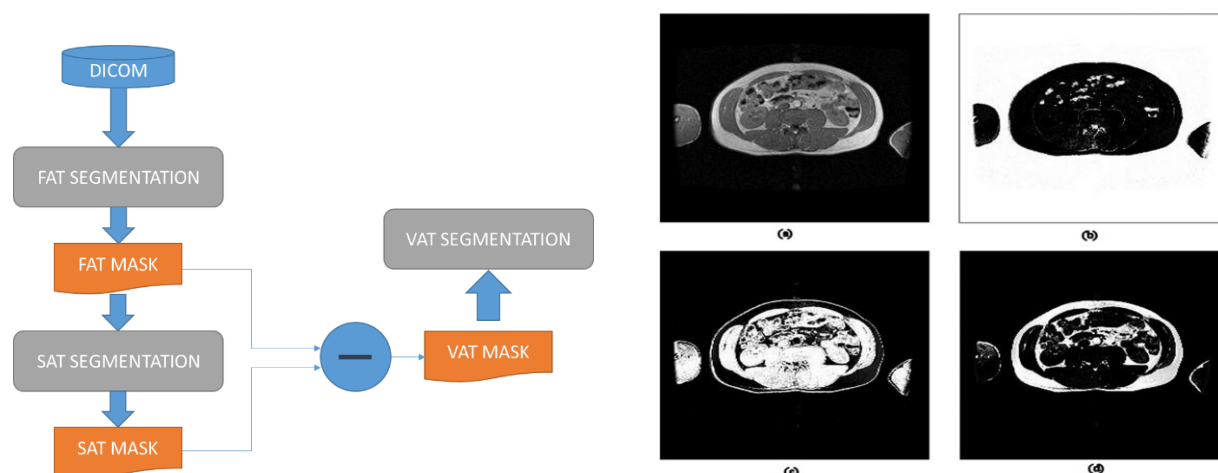 DICOM
FAT SEGMENTATION
FAT MASK
SAT SEGMENTATION
SAT MASK
VAT SEGMENTATION
VAT MASK
(a)
(b)
(c)
(d)